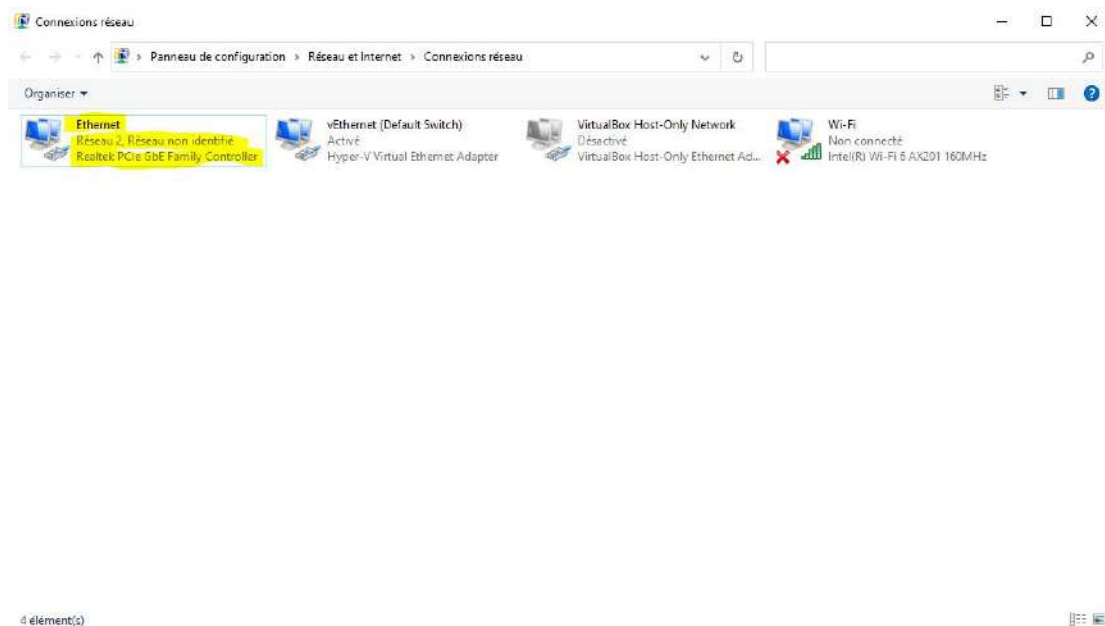 Connexions réseau
Panneau de configuration > Réseau et Internet > Connexions réseau
Organiser
Ethernet
Réseau 2, Réseau non identifié
Realtek PCIe GbE Family Controller
vEthernet (Default Switch)
Activé
Hyper-V Virtual Ethernet Adapter
VirtualBox Host-Only Network
Désactivé
VirtualBox Host-Only Ethernet Ad...
Wi-Fi
Non connecté
Intel(R) Wi-Fi 6 AX201 160MHz
4 élément(s)